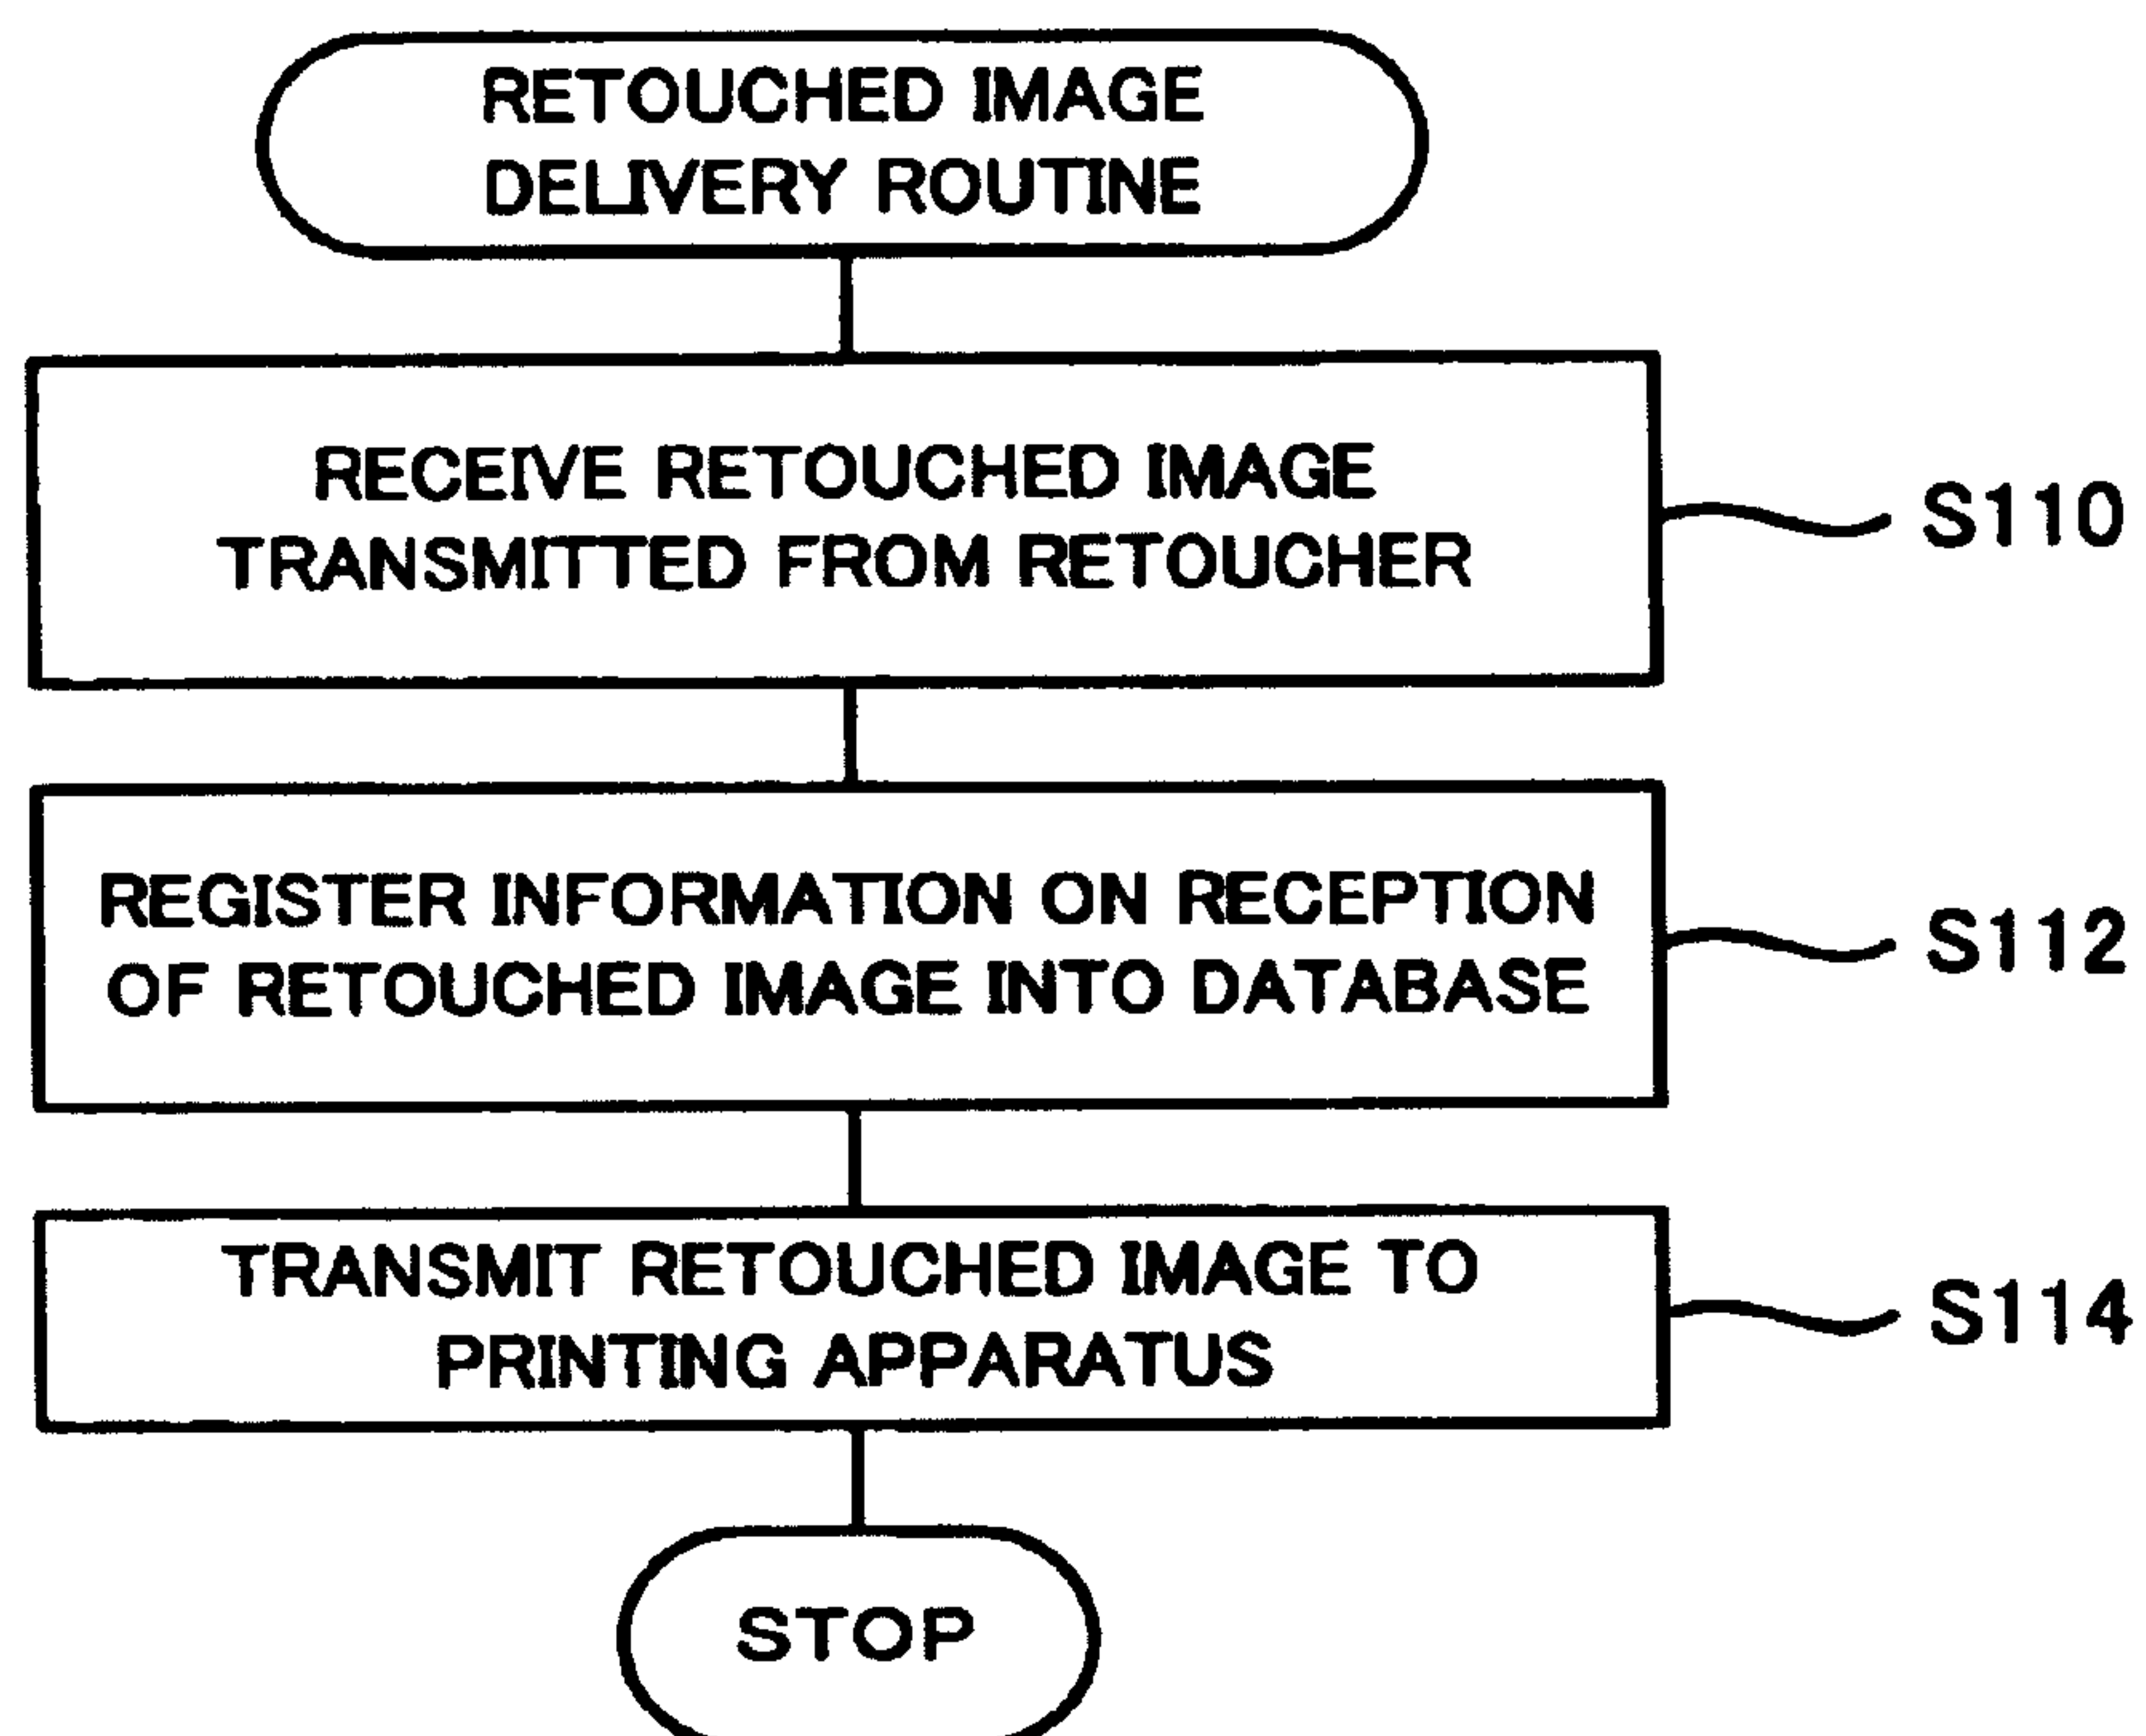 RETOUCHED IMAGE
DELIVERY ROUTINE
RECEIVE RETOUCHED IMAGE
TRANSMITTED FROM RETOUCHER
S110
REGISTER INFORMATION ON RECEPTION
OF RETOUCHED IMAGE INTO DATABASE
S112
TRANSMIT RETOUCHED IMAGE TO
PRINTING APPARATUS
S114
STOP